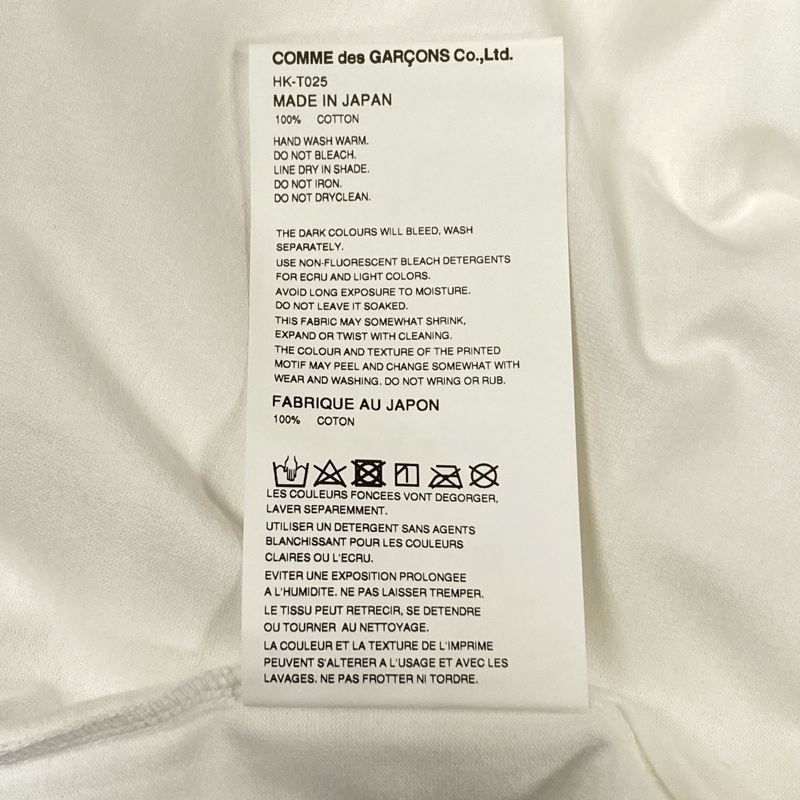 COMME des GARÇONS Co.,Ltd.
HK-T025
MADE IN JAPAN
100% COTTON
HAND WASH WARM.
DO NOT BLEACH.
LINE DRY IN SHADE.
DO NOT IRON.
DO NOT DRYCLEAN.
THE DARK COLOURS WILL BLEED, WASH
SEPARATELY.
USE NON-FLUORESCENT BLEACH DETERGENTS
FOR ECRU AND LIGHT COLORS.
AVOID LONG EXPOSURE TO MOISTURE.
DO NOT LEAVE IT SOAKED.
THIS FABRIC MAY SOMEWHAT SHRINK,
EXPAND OR TWIST WITH CLEANING.
THE COLOUR AND TEXTURE OF THE PRINTED
MOTIF MAY PEEL AND CHANGE SOMEWHAT WITH
WEAR AND WASHING. DO NOT WRING OR RUB.
FABRIQUE AU JAPON
100% COTON
LES COULEURS FONCEES VONT DEGORGER,
LAVER SEPAREMMENT.
UTILISER UN DETERGENT SANS AGENTS
BLANCHISSANT POUR LES COULEURS
CLAIRES OU L'ECRU.
EVITER UNE EXPOSITION PROLONGEE
A L'HUMIDITE. NE PAS LAISSER TREMPER.
LE TISSU PEUT RETRECIR, SE DETENDRE
OU TOURNER AU NETTOYAGE.
LA COULEUR ET LA TEXTURE DE L'IMPRIME
PEUVENT S'ALTERER A L'USAGE ET AVEC LES
LAVAGES. NE PAS FROTTER NI TORDRE.